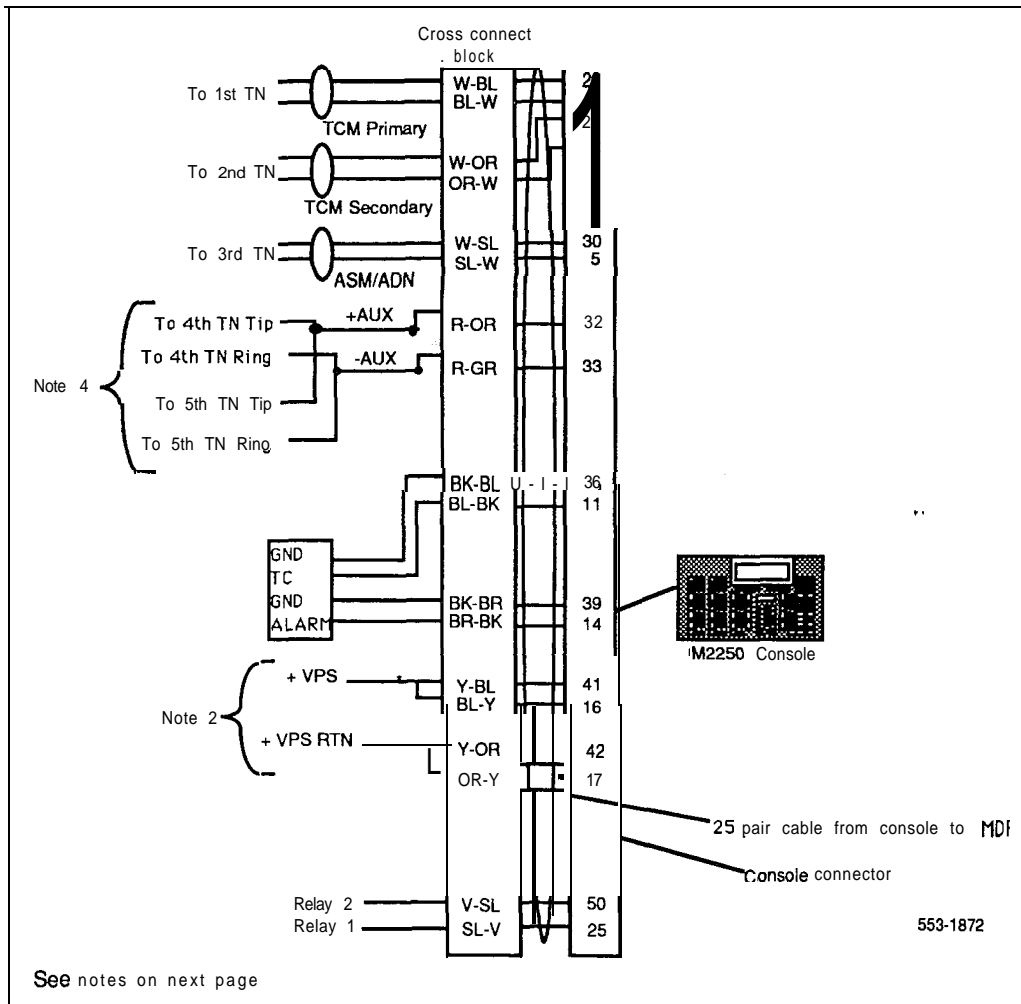 Cross connect
block
To 1st TN
TCM Primary
W-BL
BL-W
2
2
To 2nd TN
TCM Secondary
W-OR
OR-W
To 3rd TN
ASM/ADN
W-SL
SL-W
30
5
Note 4
To 4th TN Tip
+AUX
R-OR
32
To 4th TN Ring
-AUX
R-GR
33
To 5th TN Tip
To 5th TN Ring
BK-BL
36
BL-BK
11
GND
TC
GND
ALARM
BK-BR
39
BR-BK
14
M2250 Console
Note 2
+ VPS
Y-BL
41
BL-Y
16
+ VPS RTN
Y-OR
42
OR-Y
17
25 pair cable from console to MDF
Console connector
Relay 2
V-SL
50
Relay 1
SL-V
25
553-1872
See notes on next page